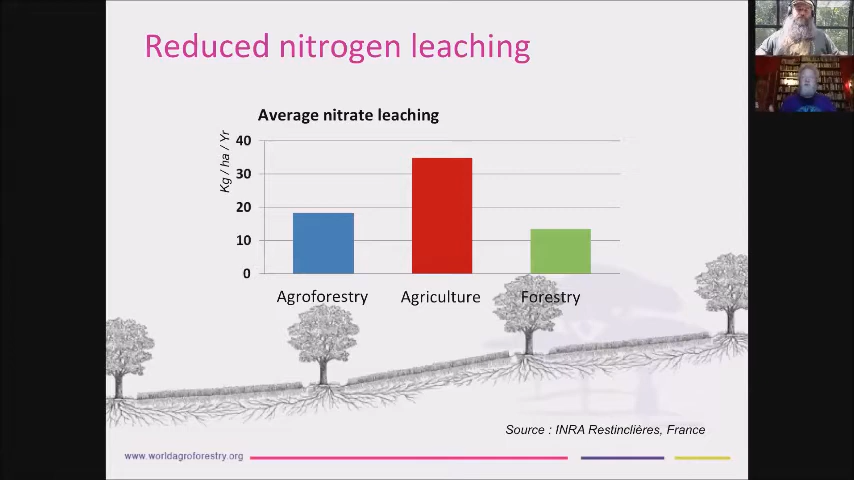 Reduced nitrogen leaching
Average nitrate leaching
Kg / ha / Yr
40
30
20
10
0
Agroforestry
Agriculture
Forestry
Source : INRA Restinclières, France
www.worldagroforestry.org